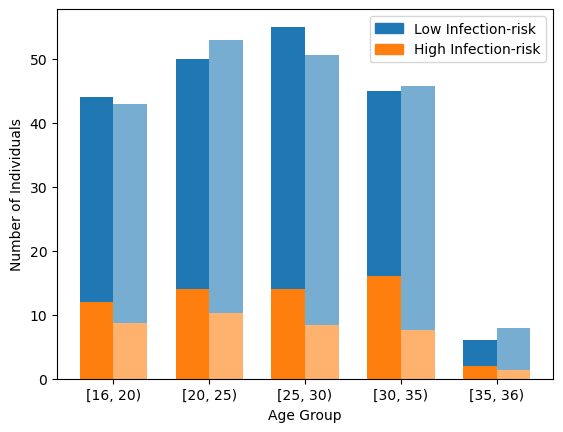 Low Infection-risk
High Infection-risk
Number of Individuals
50
40
30
20
10
0
[16, 20)
[20, 25)
[25, 30)
[30, 35)
[35, 36)
Age Group